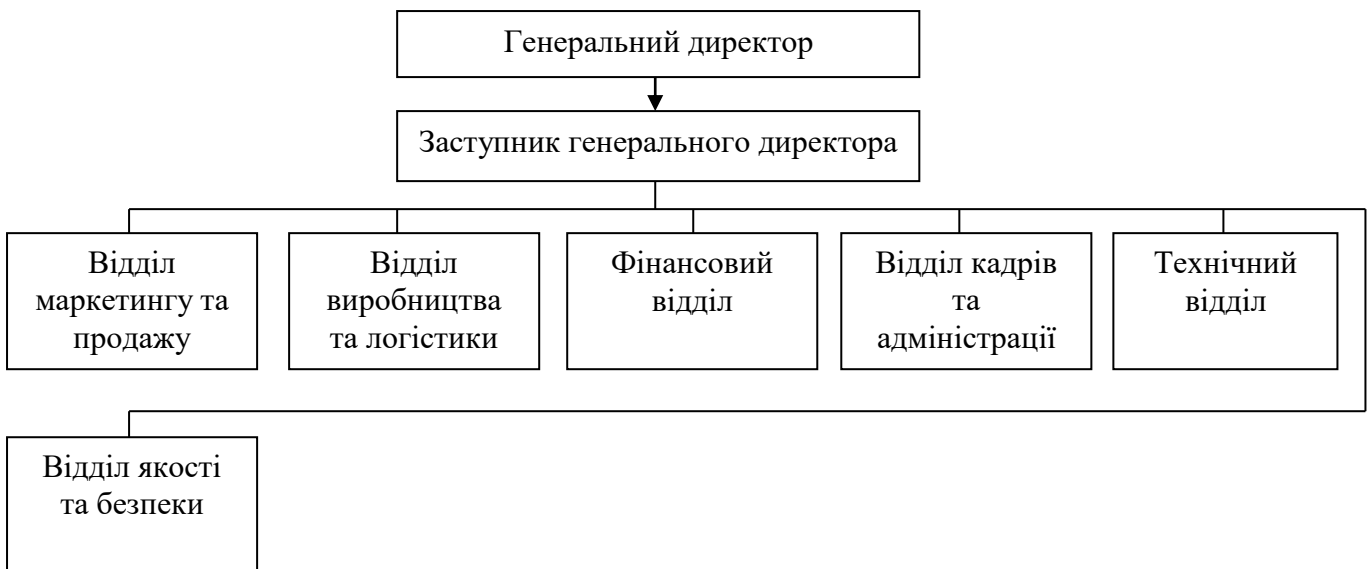 Генеральний директор
Заступник генерального директора
Відділ
маркетингу та
продажу
Відділ
виробництва
та логістики
Фінансовий
відділ
Відділ кадрів
та
адміністрації
Технічний
відділ
Відділ якості
та безпеки